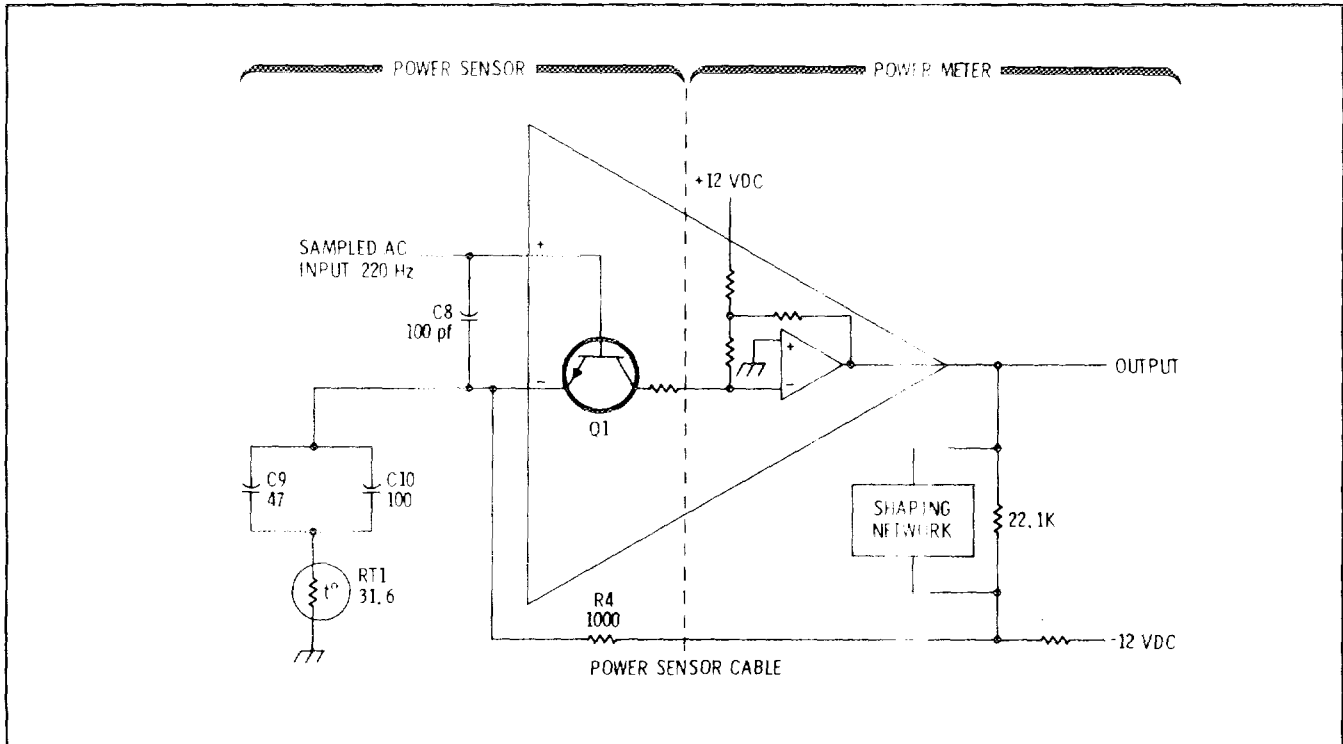 POWER SENSOR
POWER METER
+12 VDC
SAMPLED AC
INPUT 220 Hz
+
C8
100 pf
-
Q1
+
-
OUTPUT
C9
47
C10
100
SHAPING
NETWORK
22.1K
t°
RT1
31.6
R4
1000
-12 VDC
POWER SENSOR CABLE